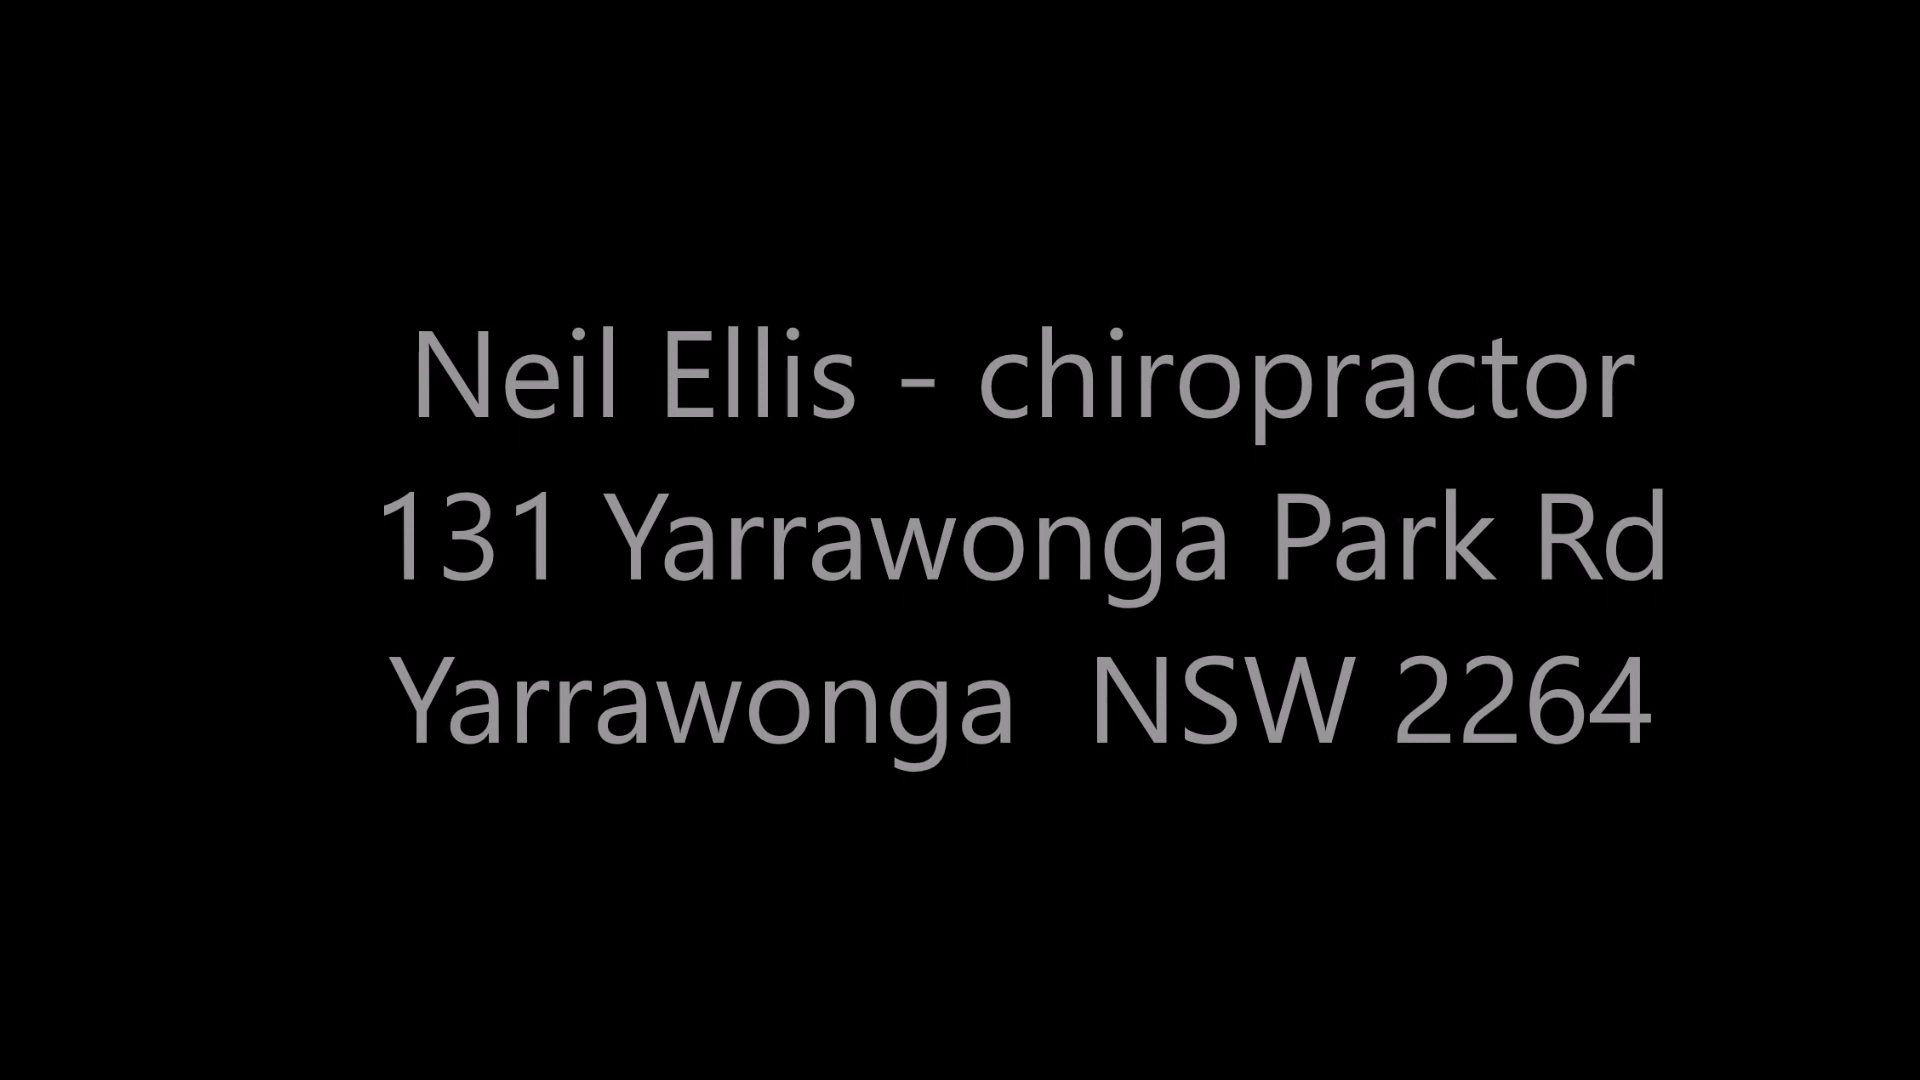 Neil Ellis - chiropractor
131 Yarrawonga Park Rd
Yarrawonga  NSW 2264